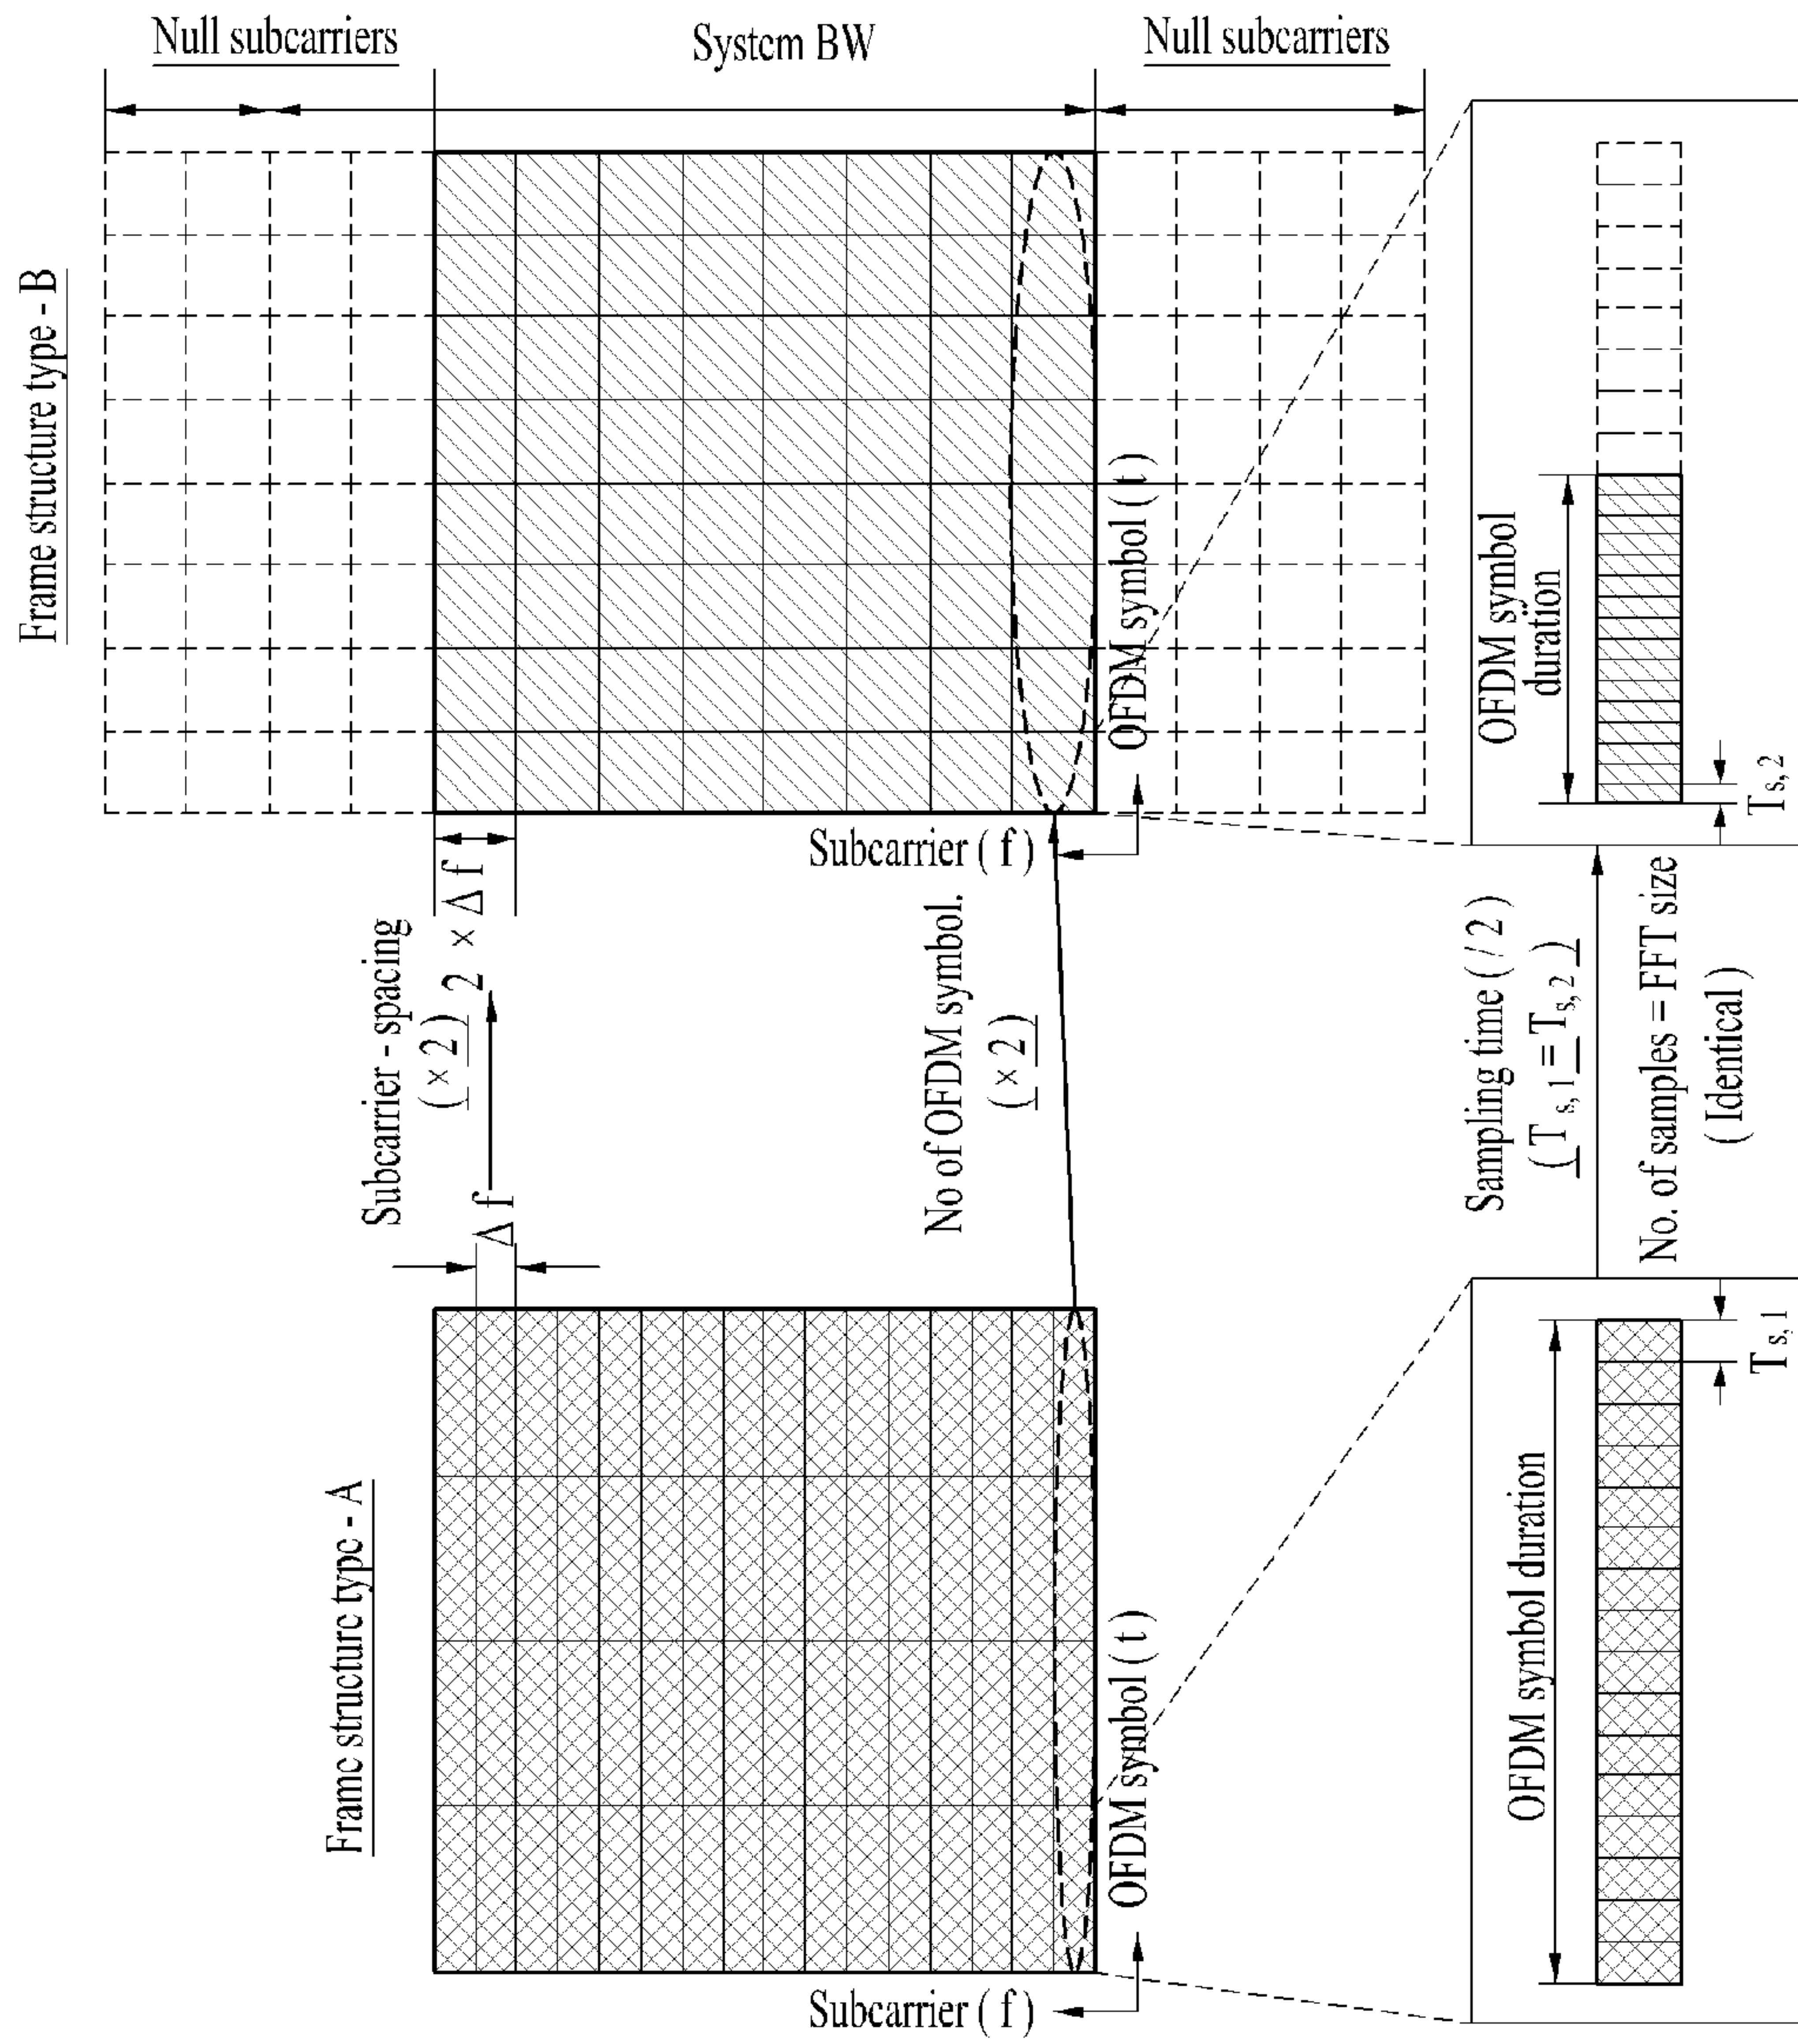 Null subcarriers
System BW
Null subcarriers
Frame structure type - B
Subcarrier - spacing
( × 2 )
Δ f
2 × Δ f
No of OFDM symbol.
( × 2 )
Subcarrier ( f )
OFDM symbol ( t )
OFDM symbol
duration
T s, 2
Sampling time ( / 2 )
( T s, 1 = T s, 2 )
No. of samples = FFT size
( Identical )
Frame structure type - A
Subcarrier ( f )
OFDM symbol ( t )
OFDM symbol duration
T s, 1